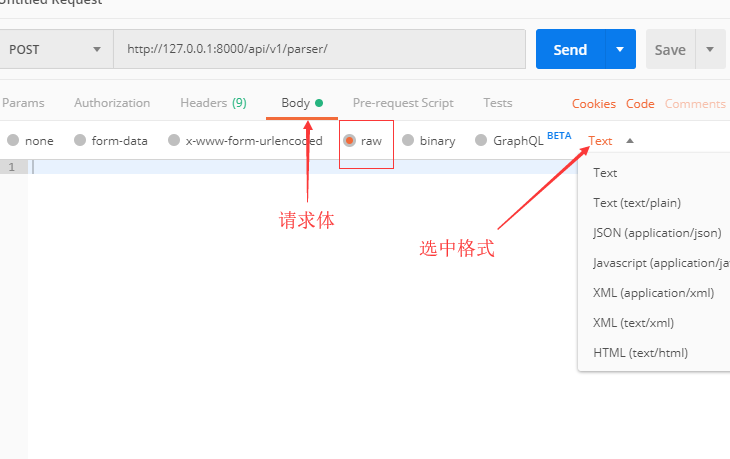 Untitled Request
POST http://127.0.0.1:8000/api/v1/parser/ Send Save
Params Authorization Headers (9) Body Pre-request Script Tests Cookies Code Comments
none form-data x-www-form-urlencoded raw binary GraphQL BETA Text
1
Text
请求体
Text (text/plain)
选中格式
JSON (application/json)
Javascript (application/ja
XML (application/xml)
XML (text/xml)
HTML (text/html)